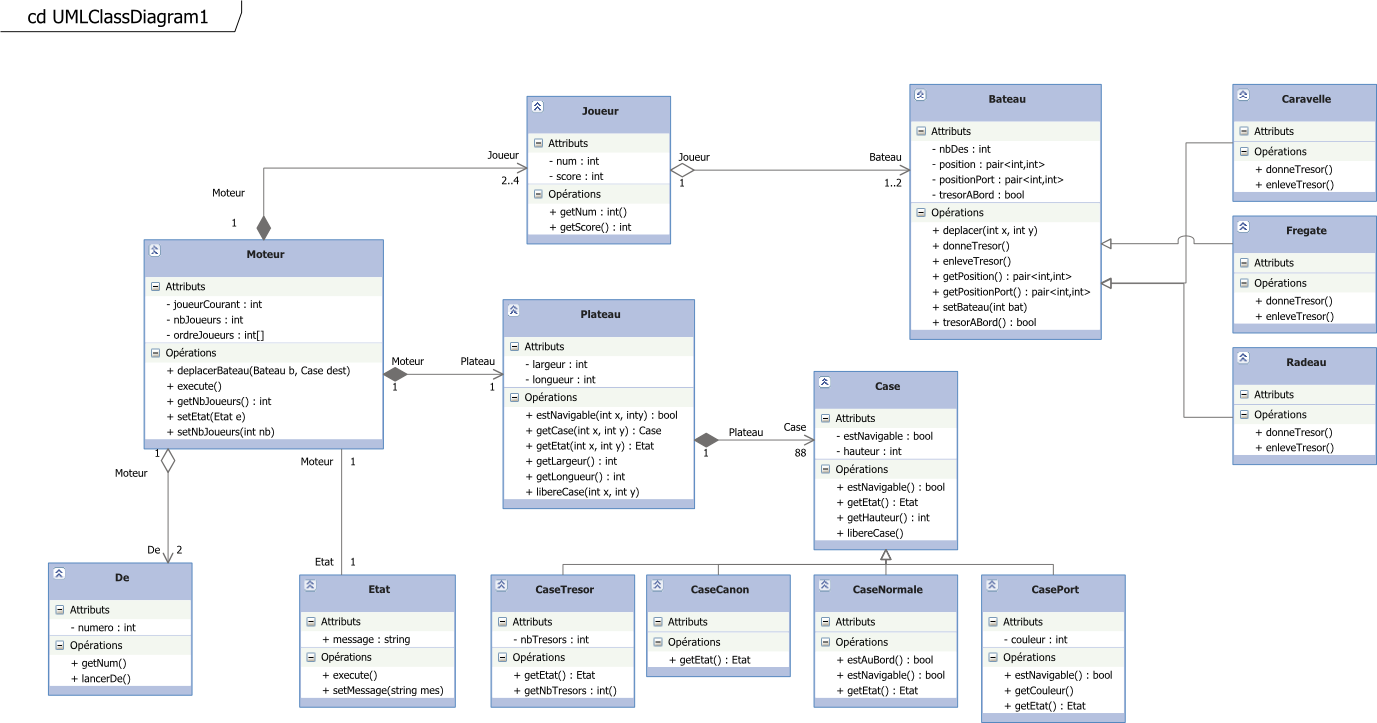 cd UMLClassDiagram1
Joueur
Attributs
- num : int
- score : int
Opérations
+ getNum : int()
+ getScore() : int
Bateau
Attributs
- nbDes : int
- position : pair<int,int>
- positionPort : pair<int,int>
- tresorABord : bool
Opérations
+ deplacer(int x, int y)
+ donneTresor()
+ enleveTresor()
+ getPosition() : pair<int,int>
+ getPositionPort() : pair<int,int>
+ setBateau(int bat)
+ tresorABord() : bool
Caravelle
Attributs
Opérations
+ donneTresor()
+ enleveTresor()
Fregate
Attributs
Opérations
+ donneTresor()
+ enleveTresor()
Radeau
Attributs
Opérations
+ donneTresor()
+ enleveTresor()
Joueur
2..4
Joueur
1
Bateau
1..2
Moteur
1
Moteur
Attributs
- joueurCourant : int
- nbJoueurs : int
- ordreJoueurs : int[]
Opérations
+ deplacerBateau(Bateau b, Case dest)
+ execute()
+ getNbJoueurs() : int
+ setEtat(Etat e)
+ setNbJoueurs(int nb)
Moteur
1
Plateau
1
Plateau
Attributs
- largeur : int
- longueur : int
Opérations
+ estNavigable(int x, inty) : bool
+ getCase(int x, int y) : Case
+ getEtat(int x, int y) : Etat
+ getLargeur() : int
+ getLongueur() : int
+ libereCase(int x, int y)
Plateau
1
Case
88
Case
Attributs
- estNavigable : bool
- hauteur : int
Opérations
+ estNavigable() : bool
+ getEtat() : Etat
+ getHauteur() : int
+ libereCase()
1
Moteur
De
2
Moteur
1
Etat
1
De
Attributs
- numero : int
Opérations
+ getNum()
+ lancerDe()
Etat
Attributs
+ message : string
Opérations
+ execute()
+ setMessage(string mes)
CaseTresor
Attributs
- nbTresors : int
Opérations
+ getEtat() : Etat
+ getNbTresors : int()
CaseCanon
Attributs
Opérations
+ getEtat() : Etat
CaseNormale
Attributs
Opérations
+ estAuBord() : bool
+ estNavigable() : bool
+ getEtat() : Etat
CasePort
Attributs
- couleur : int
Opérations
+ estNavigable() : bool
+ getCouleur()
+ getEtat() : Etat